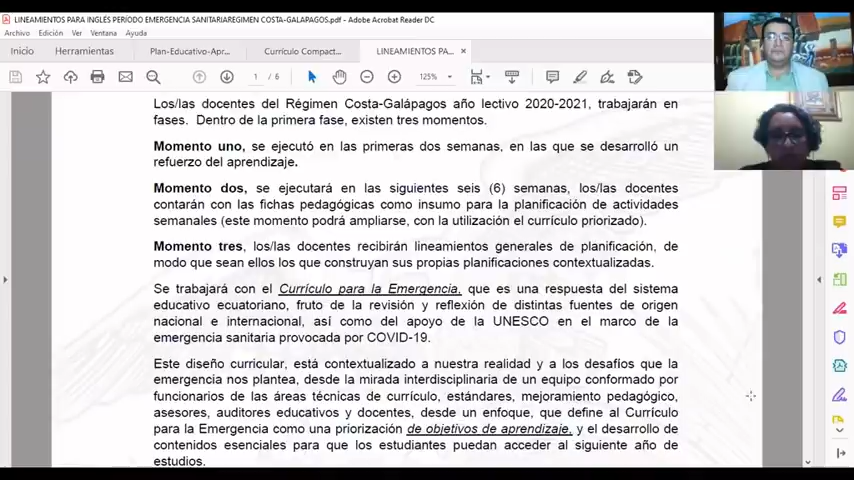 LINEAMIENTOS PARA INGLÉS PERÍODO EMERGENCIA SANITARIAREGIMEN COSTA-GALAPAGOS.pdf - Adobe Acrobat Reader DC
Archivo Edición Ver Ventana Ayuda
Inicio Herramientas Plan-Educativo-Apr... Currículo Compact... LINEAMIENTOS PA... ×
1 / 6 125%
Los/las docentes del Régimen Costa-Galápagos año lectivo 2020-2021, trabajarán en
fases. Dentro de la primera fase, existen tres momentos.
Momento uno, se ejecutó en las primeras dos semanas, en las que se desarrolló un
refuerzo del aprendizaje.
Momento dos, se ejecutará en las siguientes seis (6) semanas, los/las docentes
contarán con las fichas pedagógicas como insumo para la planificación de actividades
semanales (este momento podrá ampliarse, con la utilización el currículo priorizado).
Momento tres, los/las docentes recibirán lineamientos generales de planificación, de
modo que sean ellos los que construyan sus propias planificaciones contextualizadas.
Se trabajará con el Currículo para la Emergencia, que es una respuesta del sistema
educativo ecuatoriano, fruto de la revisión y reflexión de distintas fuentes de origen
nacional e internacional, así como del apoyo de la UNESCO en el marco de la
emergencia sanitaria provocada por COVID-19.
Este diseño curricular, está contextualizado a nuestra realidad y a los desafíos que la
emergencia nos plantea, desde la mirada interdisciplinaria de un equipo conformado por
funcionarios de las áreas técnicas de currículo, estándares, mejoramiento pedagógico,
asesores, auditores educativos y docentes, desde un enfoque, que define al Currículo
para la Emergencia como una priorización de objetivos de aprendizaje, y el desarrollo de
contenidos esenciales para que los estudiantes puedan acceder al siguiente año de
estudios.